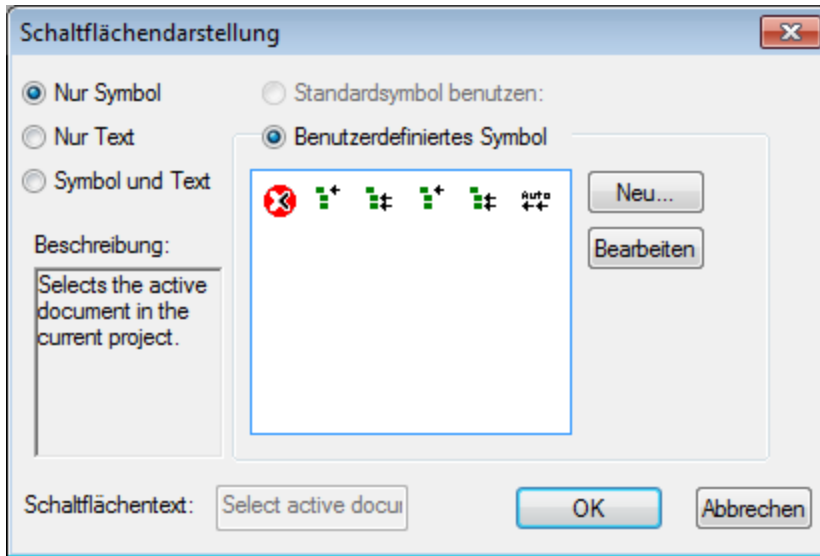 Schaltflächendarstellung
Nur Symbol
Standardsymbol benutzen:
Nur Text
Benutzerdefiniertes Symbol
Symbol und Text
Auto
Neu...
Bearbeiten
Beschreibung:
Selects the active
document in the
current project.
Schaltflächentext:
Select active docu
OK
Abbrechen